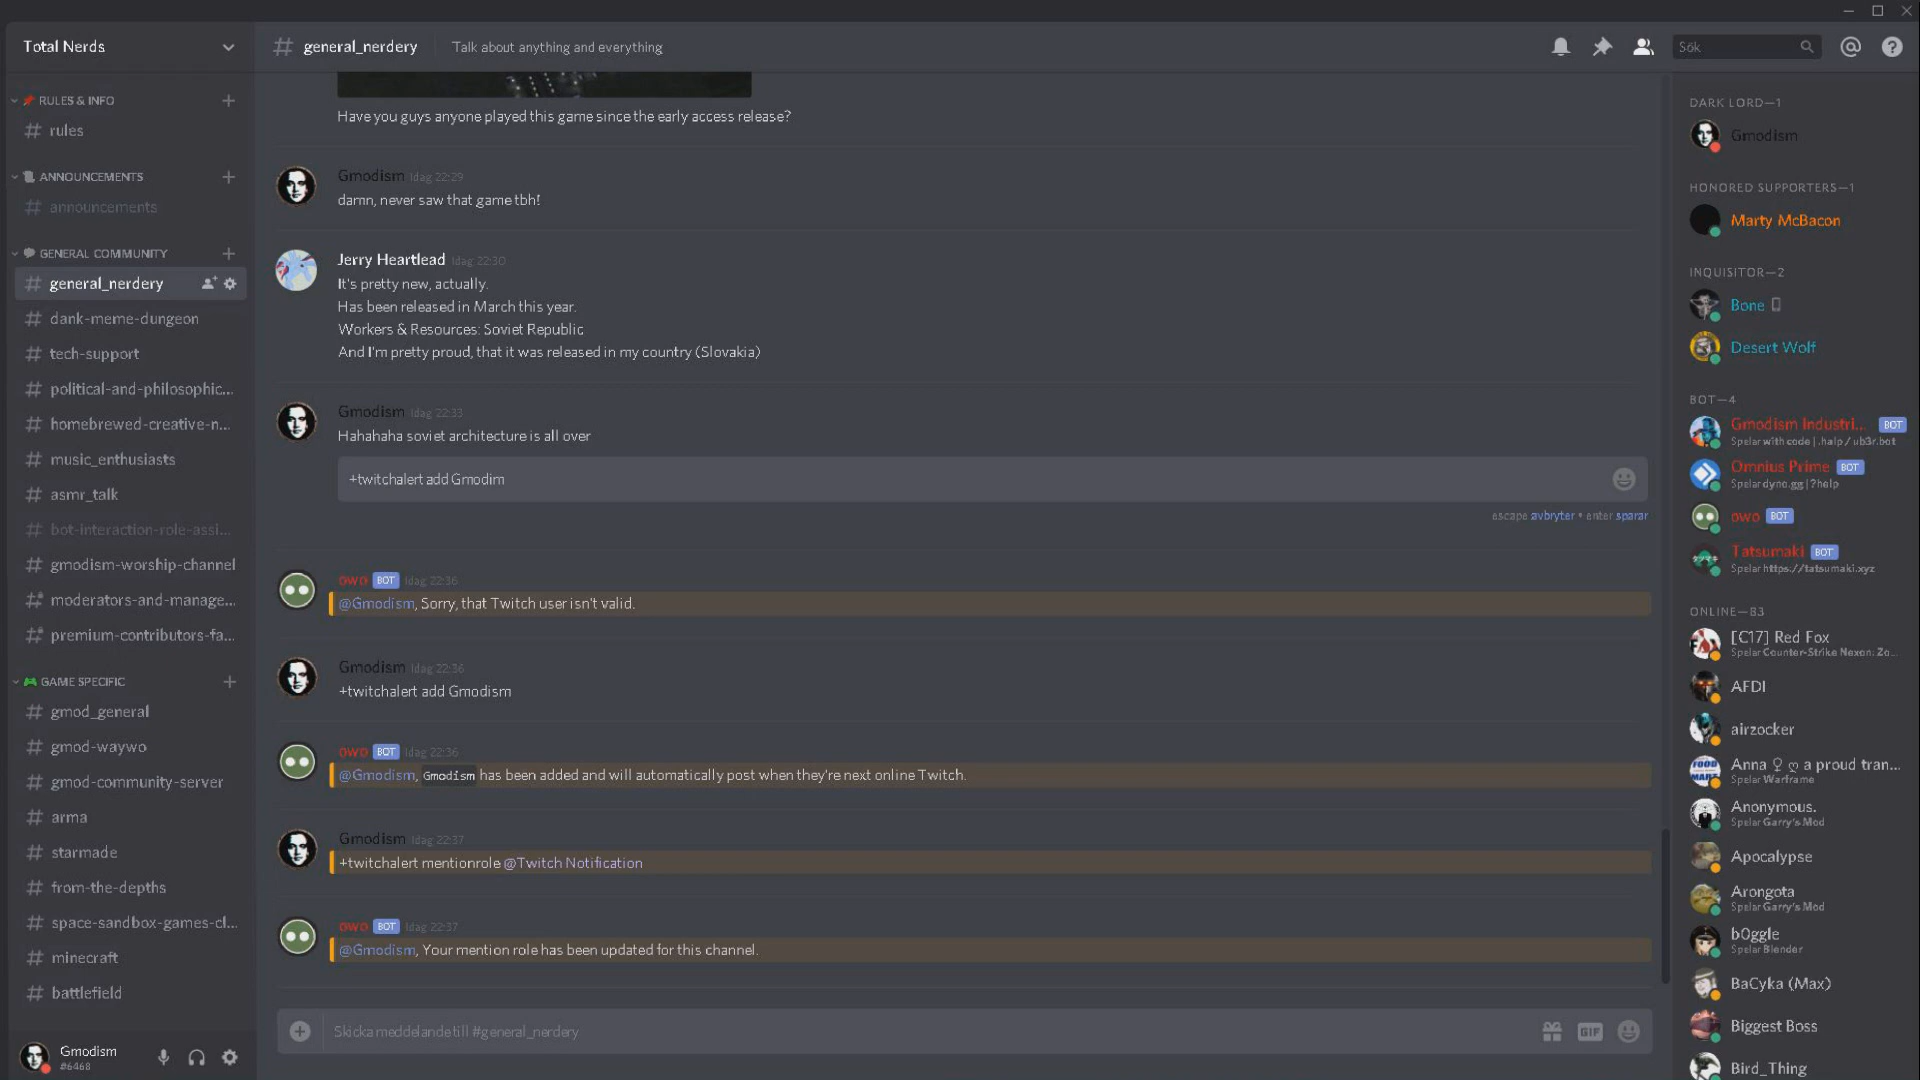 Total Nerds
RULES & INFO
rules
ANNOUNCEMENTS
announcements
GENERAL COMMUNITY
general_nerdery
dank-meme-dungeon
tech-support
political-and-philosophic...
homebrewed-creative-n...
music_enthusiasts
asmr_talk
bot-interaction-role-assi...
gmodism-worship-channel
moderators-and-manage...
premium-contributors-fa...
GAME SPECIFIC
gmod_general
gmod-waywo
gmod-community-server
arma
starmade
from-the-depths
space-sandbox-games-cl...
minecraft
battlefield
Gmodism
#6468
general_nerdery Talk about anything and everything
Sök
Have you guys anyone played this game since the early access release?
Gmodism Idag 22:29
damn, never saw that game tbh!
Jerry Heartlead Idag 22:30
It's pretty new, actually.
Has been released in March this year.
Workers & Resources: Soviet Republic
And I'm pretty proud, that it was released in my country (Slovakia)
Gmodism Idag 22:33
Hahahaha soviet architecture is all over
+twitchalert add Gmodim
escape avbryter • enter sparar
owo BOT Idag 22:36
@Gmodism, Sorry, that Twitch user isn't valid.
Gmodism Idag 22:36
+twitchalert add Gmodism
owo BOT Idag 22:36
@Gmodism, Gmodism has been added and will automatically post when they're next online Twitch.
Gmodism Idag 22:37
+twitchalert mentionrole @Twitch Notification
owo BOT Idag 22:37
@Gmodism, Your mention role has been updated for this channel.
Skicka meddelande till #general_nerdery
GIF
DARK LORD—1
Gmodism
HONORED SUPPORTERS—1
Marty McBacon
INQUISITOR—2
Bone
Desert Wolf
BOT—4
Gmodism Industri... BOT
Spelar with code | .halp / ub3r.bot
Omnius Prime BOT
Spelar dyno.gg | ?help
owo BOT
Tatsumaki BOT
Spelar https://tatsumaki.xyz
ONLINE—83
[C17] Red Fox
Spelar Counter-Strike Nexon: Zo...
AFDI
airzocker
Anna ♀ ღ a proud tran...
Spelar Warframe
Anonymous.
Spelar Garry's Mod
Apocalypse
Arongota
Spelar Garry's Mod
b0ggle
Spelar Blender
BaCyka (Max)
Biggest Boss
Bird_Thing